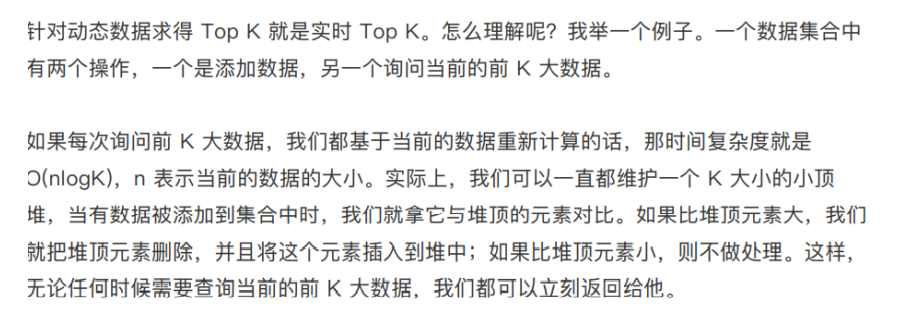 针对动态数据求得 Top K 就是实时 Top K。怎么理解呢？我举一个例子。一个数据集合中
有两个操作，一个是添加数据，另一个询问当前的前 K 大数据。
如果每次询问前 K 大数据，我们都基于当前的数据重新计算的话，那时间复杂度就是
O(nlogK)，n 表示当前的数据的大小。实际上，我们可以一直都维护一个 K 大小的小顶
堆，当有数据被添加到集合中时，我们就拿它与堆顶的元素对比。如果比堆顶元素大，我们
就把堆顶元素删除，并且将这个元素插入到堆中；如果比堆顶元素小，则不做处理。这样，
无论任何时候需要查询当前的前 K 大数据，我们都可以立刻返回给他。